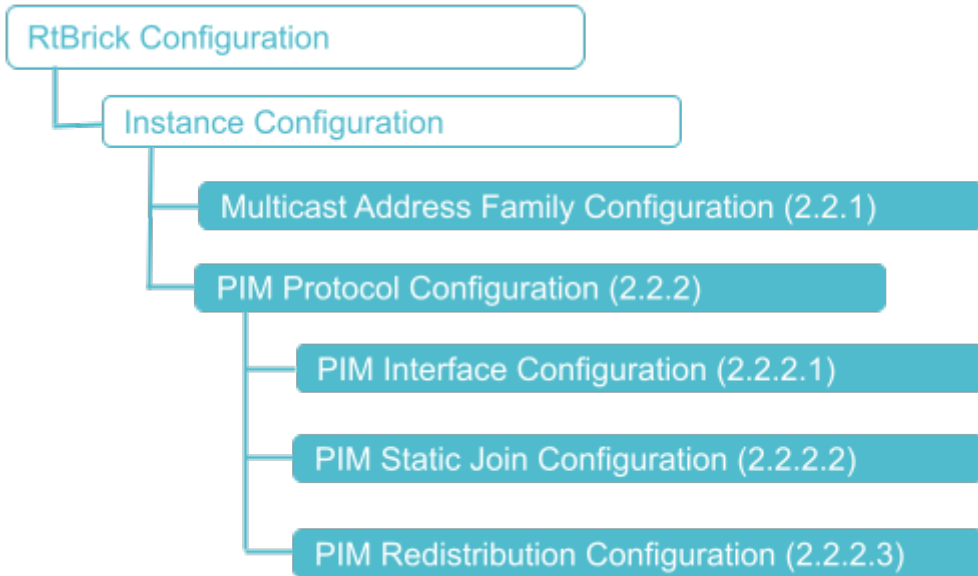 RtBrick Configuration
Instance Configuration
Multicast Address Family Configuration (2.2.1)
PIM Protocol Configuration (2.2.2)
PIM Interface Configuration (2.2.2.1)
PIM Static Join Configuration (2.2.2.2)
PIM Redistribution Configuration (2.2.2.3)